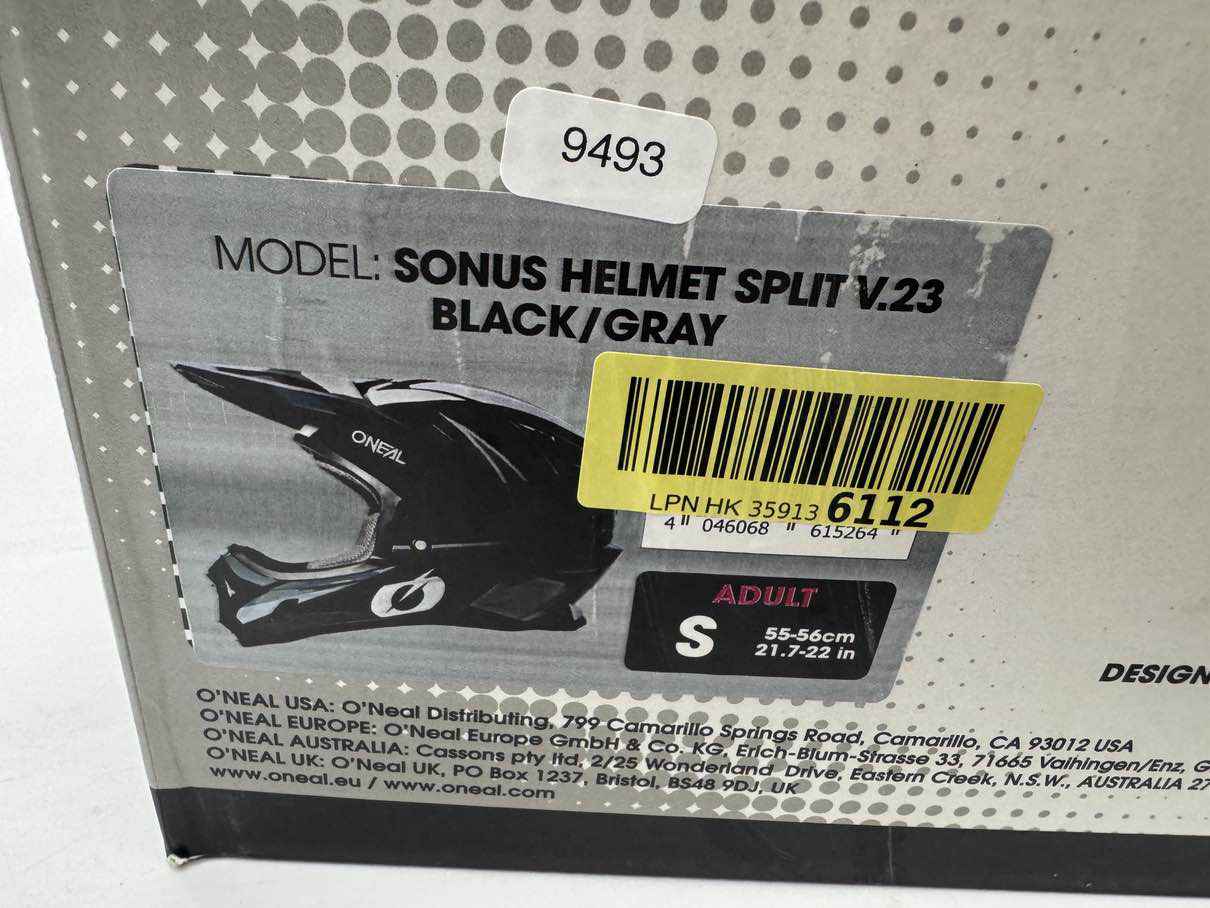 9493
MODEL: SONUS HELMET SPLIT V.23
BLACK/GRAY
ONEAL
LPN HK 359136112
4 " 046068 " 615264 "
ADULT
S
55-56cm
21.7-22 in
DESIGN
O'NEAL USA: O'Neal Distributing, 799 Camarillo Springs Road, Camarillo, CA 93012 USA
O'NEAL EUROPE: O'Neal Europe GmbH & Co. KG, Erich-Blum-Strasse 33, 71665 Vaihingen/Enz, G
O'NEAL AUSTRALIA: Cassons pty ltd, 2/25 Wonderland Drive, Eastern Creek, N.S.W., AUSTRALIA 27
O'NEAL UK: O'Neal UK, PO Box 1237, Bristol, BS48 9DJ, UK
www.oneal.eu / www.oneal.com